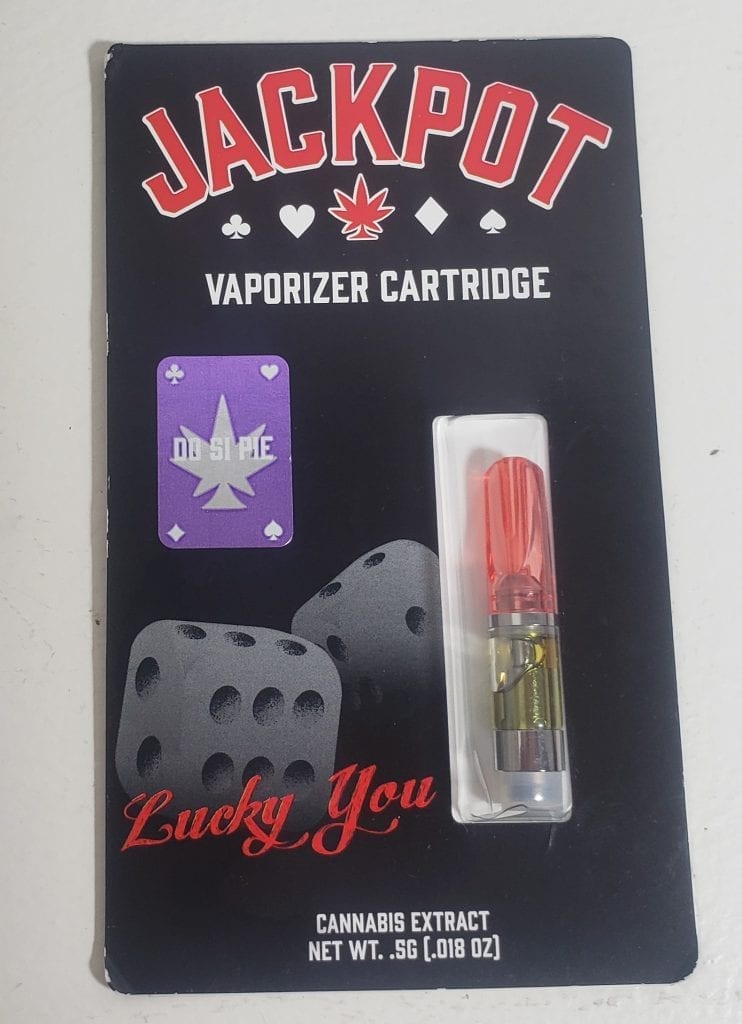 JACKPOT
VAPORIZER CARTRIDGE
DO SI PIE
Lucky You
CANNABIS EXTRACT
NET WT. .5G [.018 OZ]